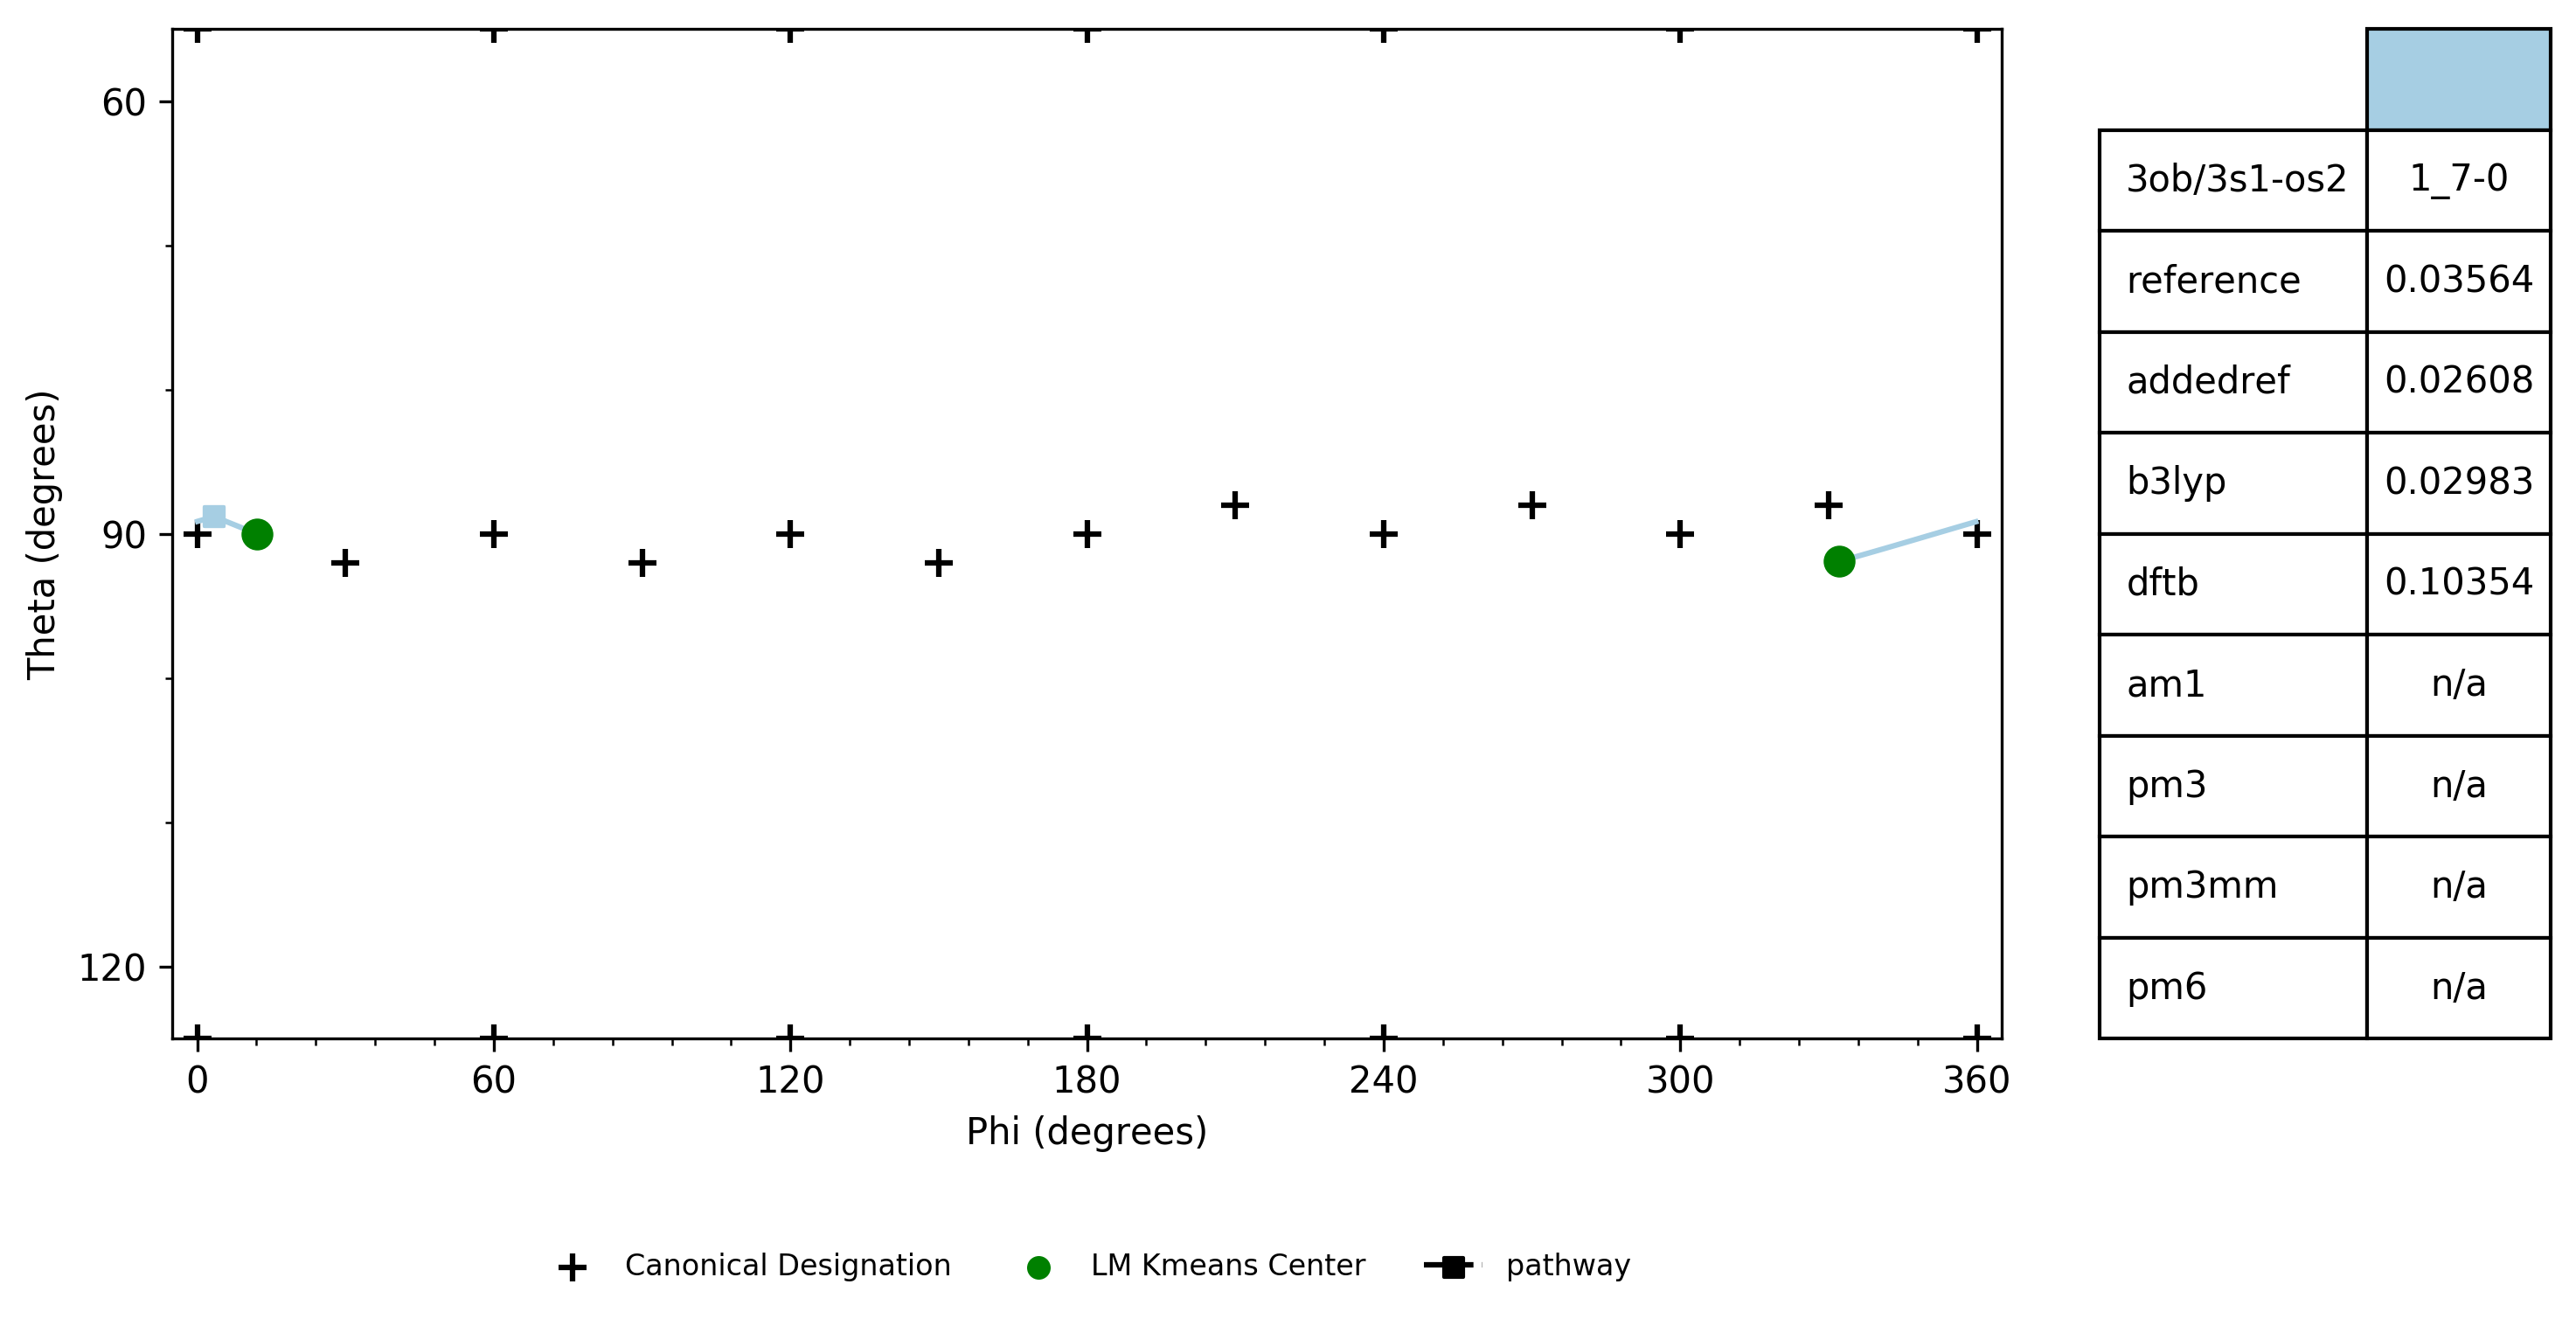 60
90
120
Theta (degrees)
0 60 120 180 240 300 360
Phi (degrees)
Canonical Designation LM Kmeans Center pathway
3ob/3s1-os2 1_7-0
reference 0.03564
addedref 0.02608
b3lyp 0.02983
dftb 0.10354
am1 n/a
pm3 n/a
pm3mm n/a
pm6 n/a